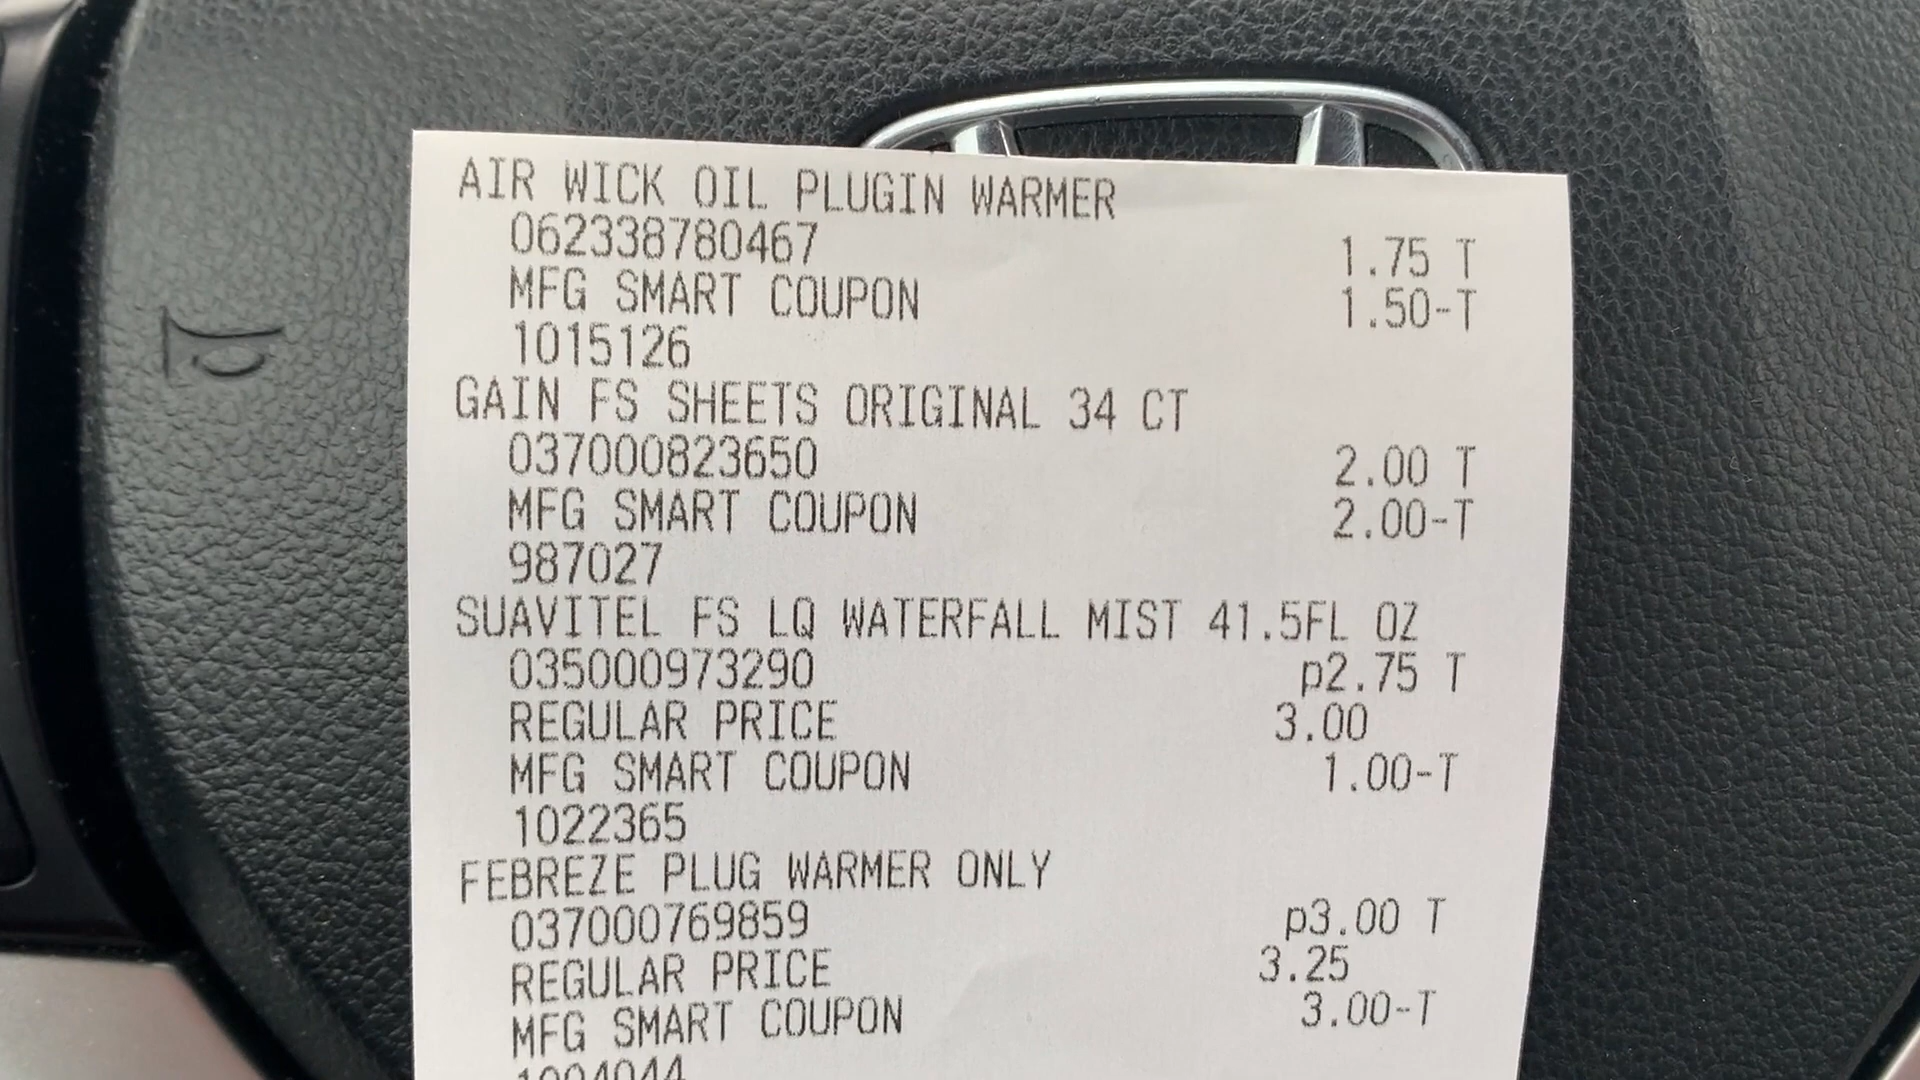 AIR WICK OIL PLUGIN WARMER
062338780467 1.75 T
MFG SMART COUPON 1.50-T
1015126
GAIN FS SHEETS ORIGINAL 34 CT
037000823650 2.00 T
MFG SMART COUPON 2.00-T
987027
SUAVITEL FS LQ WATERFALL MIST 41.5FL OZ
035000973290 p2.75 T
REGULAR PRICE 3.00
MFG SMART COUPON 1.00-T
1022365
FEBREZE PLUG WARMER ONLY
037000769859 p3.00 T
REGULAR PRICE 3.25
MFG SMART COUPON 3.00-T